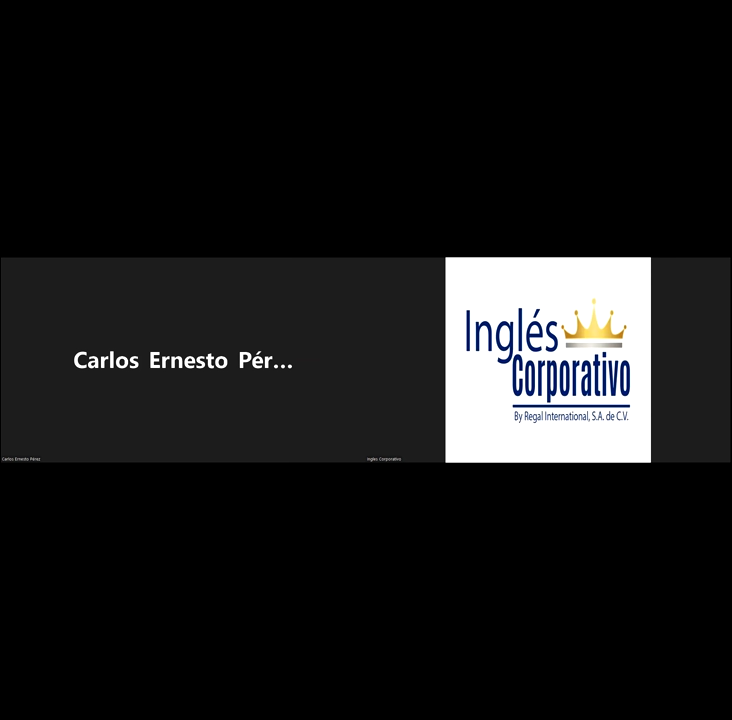 Carlos Ernesto Pér...
Carlos Ernesto Pérez
Inglés
Corporativo
By Regal International, S.A. de C.V.
Inglés Corporativo